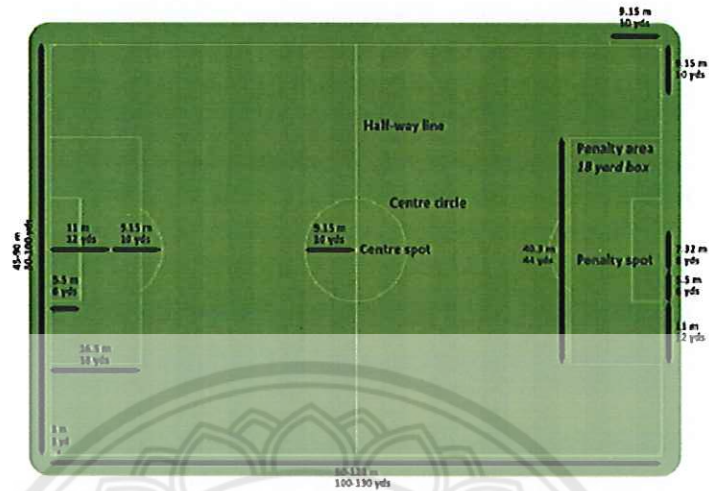 9.15 m
10 yds
9.15 m
10 yds
Half-way line
Penalty area
18 yard box
Centre circle
11 m
12 yds
9.15 m
10 yds
9.15 m
10 yds
Centre spot
45-90 m
50-100 yds
40.3 m
44 yds
Penalty spot
7.32 m
8 yds
5.5 m
6 yds
5.5 m
6 yds
11 m
12 yds
16.5 m
18 yds
1 m
1 yd
100-130 yds